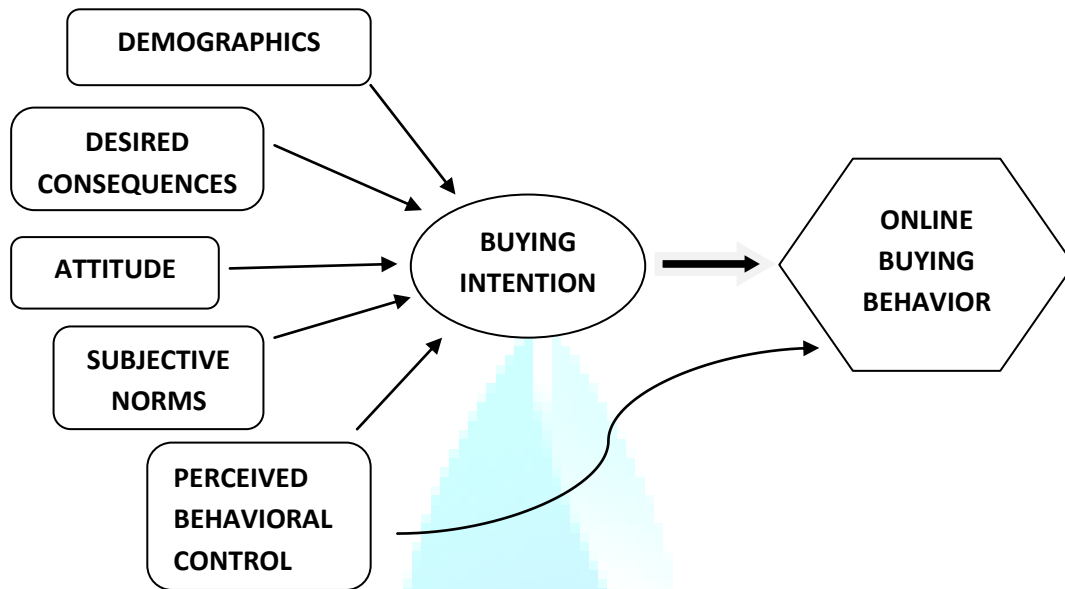 DEMOGRAPHICS
DESIRED
CONSEQUENCES
ATTITUDE
SUBJECTIVE
NORMS
PERCEIVED
BEHAVIORAL
CONTROL
BUYING
INTENTION
ONLINE
BUYING
BEHAVIOR